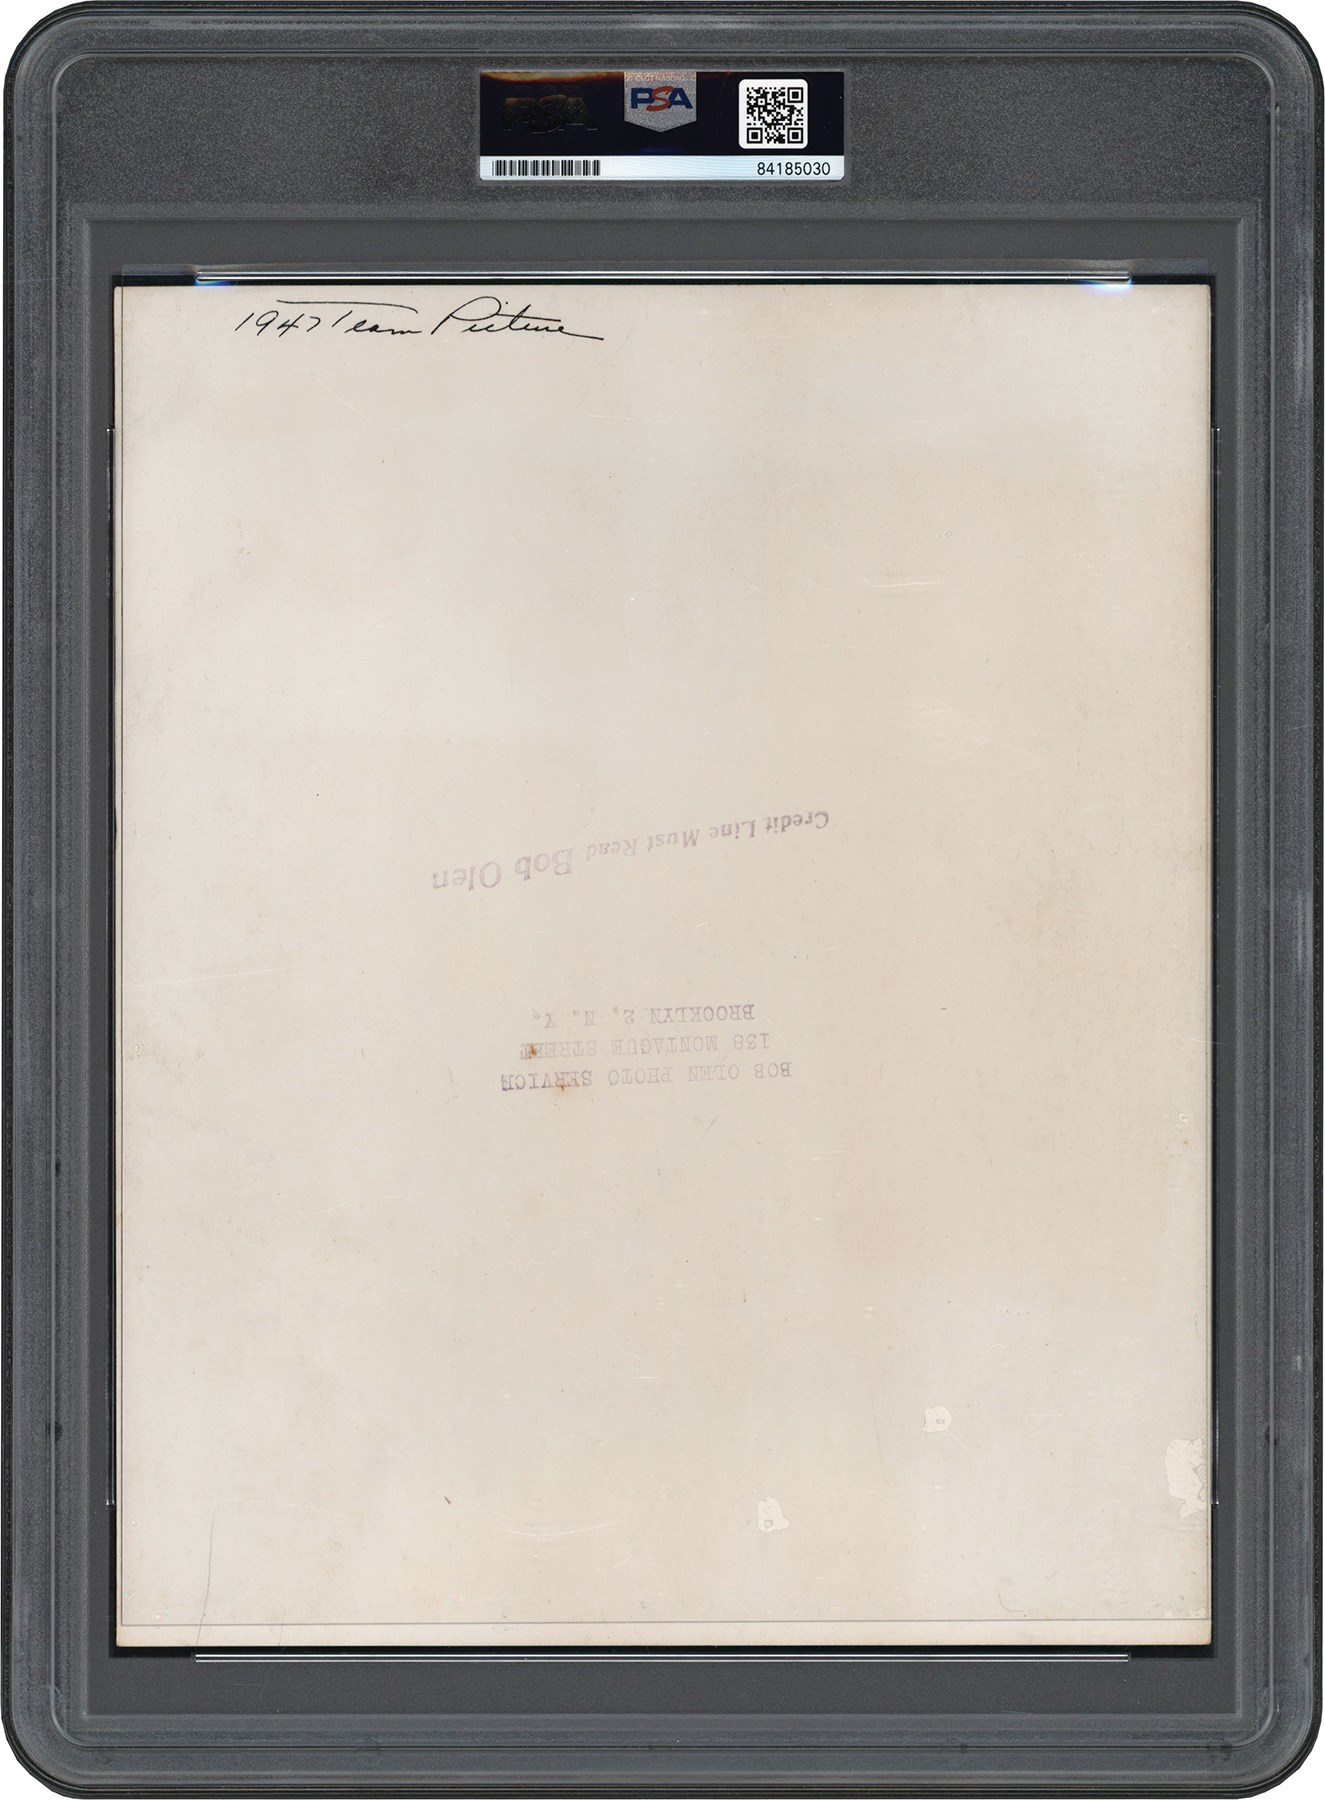 PSA
84185030
1947 Team Picture
Credit Line Must Read Bob Olen
BOB OLEN PHOTO SERVICE
138 MONTAGUE STREET
BROOKLYN 2, N. Y.